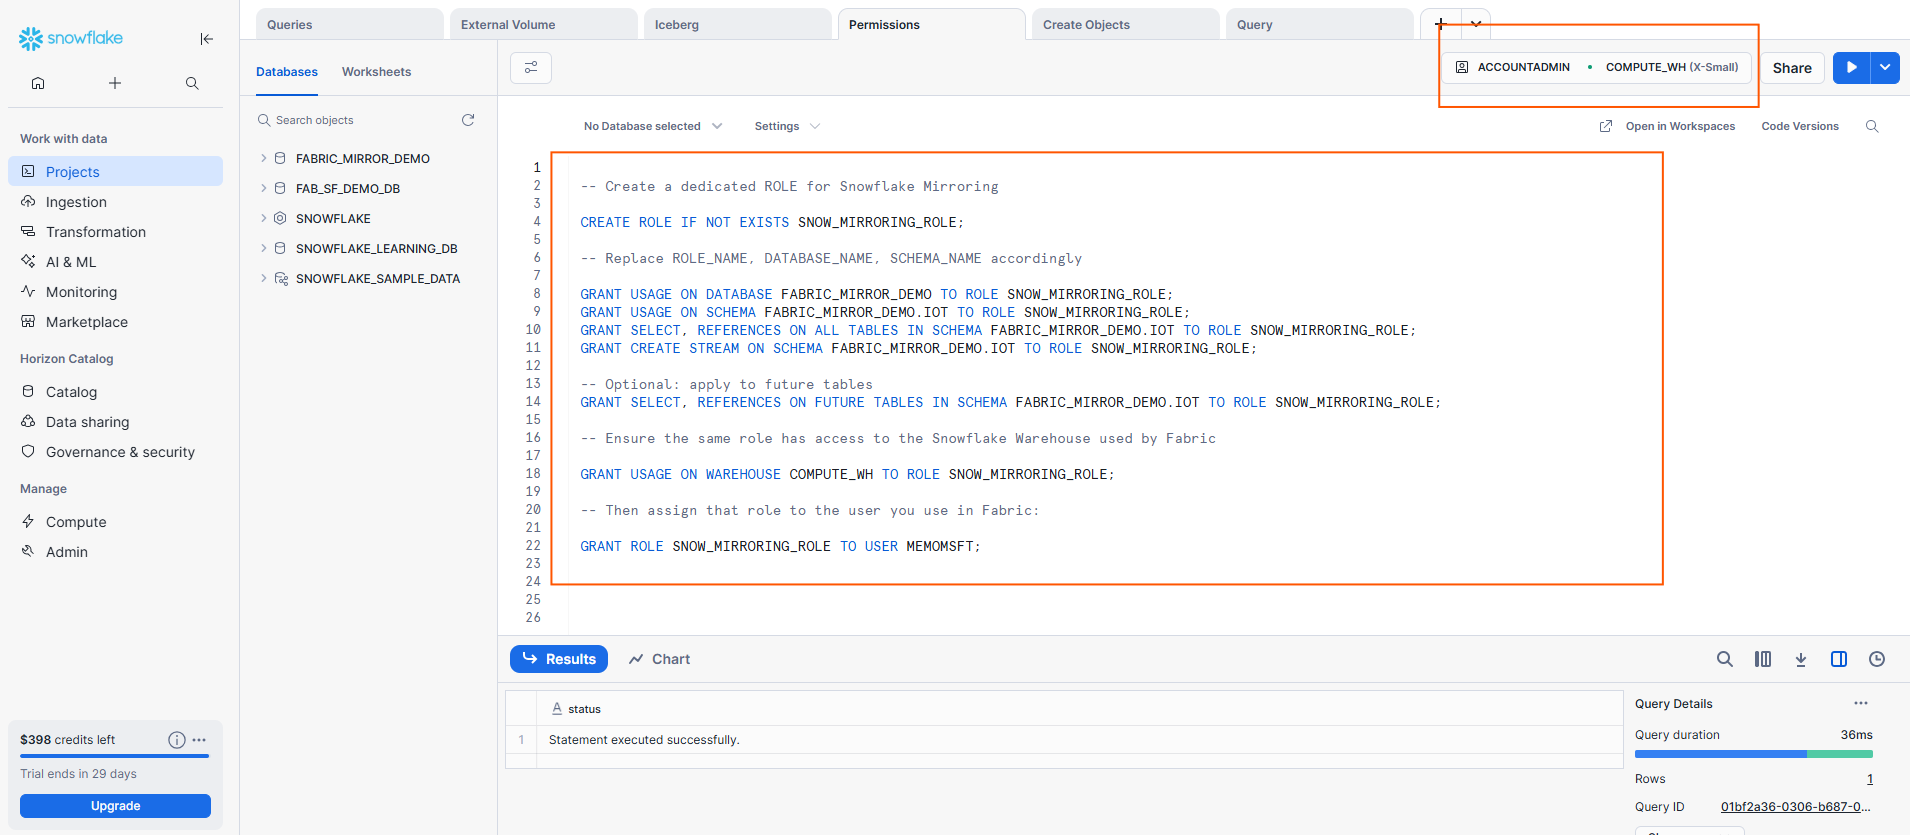 snowflake
Work with data
Projects
Ingestion
Transformation
AI & ML
Monitoring
Marketplace
Horizon Catalog
Catalog
Data sharing
Governance & security
Manage
Compute
Admin
$398 credits left
Trial ends in 29 days
Upgrade
Queries
External Volume
Iceberg
Permissions
Create Objects
Query
Databases
Worksheets
ACCOUNTADMIN
COMPUTE_WH (X-Small)
Share
Search objects
FABRIC_MIRROR_DEMO
FAB_SF_DEMO_DB
SNOWFLAKE
SNOWFLAKE_LEARNING_DB
SNOWFLAKE_SAMPLE_DATA
No Database selected
Settings
Open in Workspaces
Code Versions
1
2 -- Create a dedicated ROLE for Snowflake Mirroring
3
4 CREATE ROLE IF NOT EXISTS SNOW_MIRRORING_ROLE;
5
6 -- Replace ROLE_NAME, DATABASE_NAME, SCHEMA_NAME accordingly
7
8 GRANT USAGE ON DATABASE FABRIC_MIRROR_DEMO TO ROLE SNOW_MIRRORING_ROLE;
9 GRANT USAGE ON SCHEMA FABRIC_MIRROR_DEMO.IOT TO ROLE SNOW_MIRRORING_ROLE;
10 GRANT SELECT, REFERENCES ON ALL TABLES IN SCHEMA FABRIC_MIRROR_DEMO.IOT TO ROLE SNOW_MIRRORING_ROLE;
11 GRANT CREATE STREAM ON SCHEMA FABRIC_MIRROR_DEMO.IOT TO ROLE SNOW_MIRRORING_ROLE;
12
13 -- Optional: apply to future tables
14 GRANT SELECT, REFERENCES ON FUTURE TABLES IN SCHEMA FABRIC_MIRROR_DEMO.IOT TO ROLE SNOW_MIRRORING_ROLE;
15
16 -- Ensure the same role has access to the Snowflake Warehouse used by Fabric
17
18 GRANT USAGE ON WAREHOUSE COMPUTE_WH TO ROLE SNOW_MIRRORING_ROLE;
19
20 -- Then assign that role to the user you use in Fabric:
21
22 GRANT ROLE SNOW_MIRRORING_ROLE TO USER MEMOMSFT;
23
24
25
26
Results
Chart
A status
1 Statement executed successfully.
Query Details
...
Query duration 36ms
Rows 1
Query ID 01bf2a36-0306-b687-0...